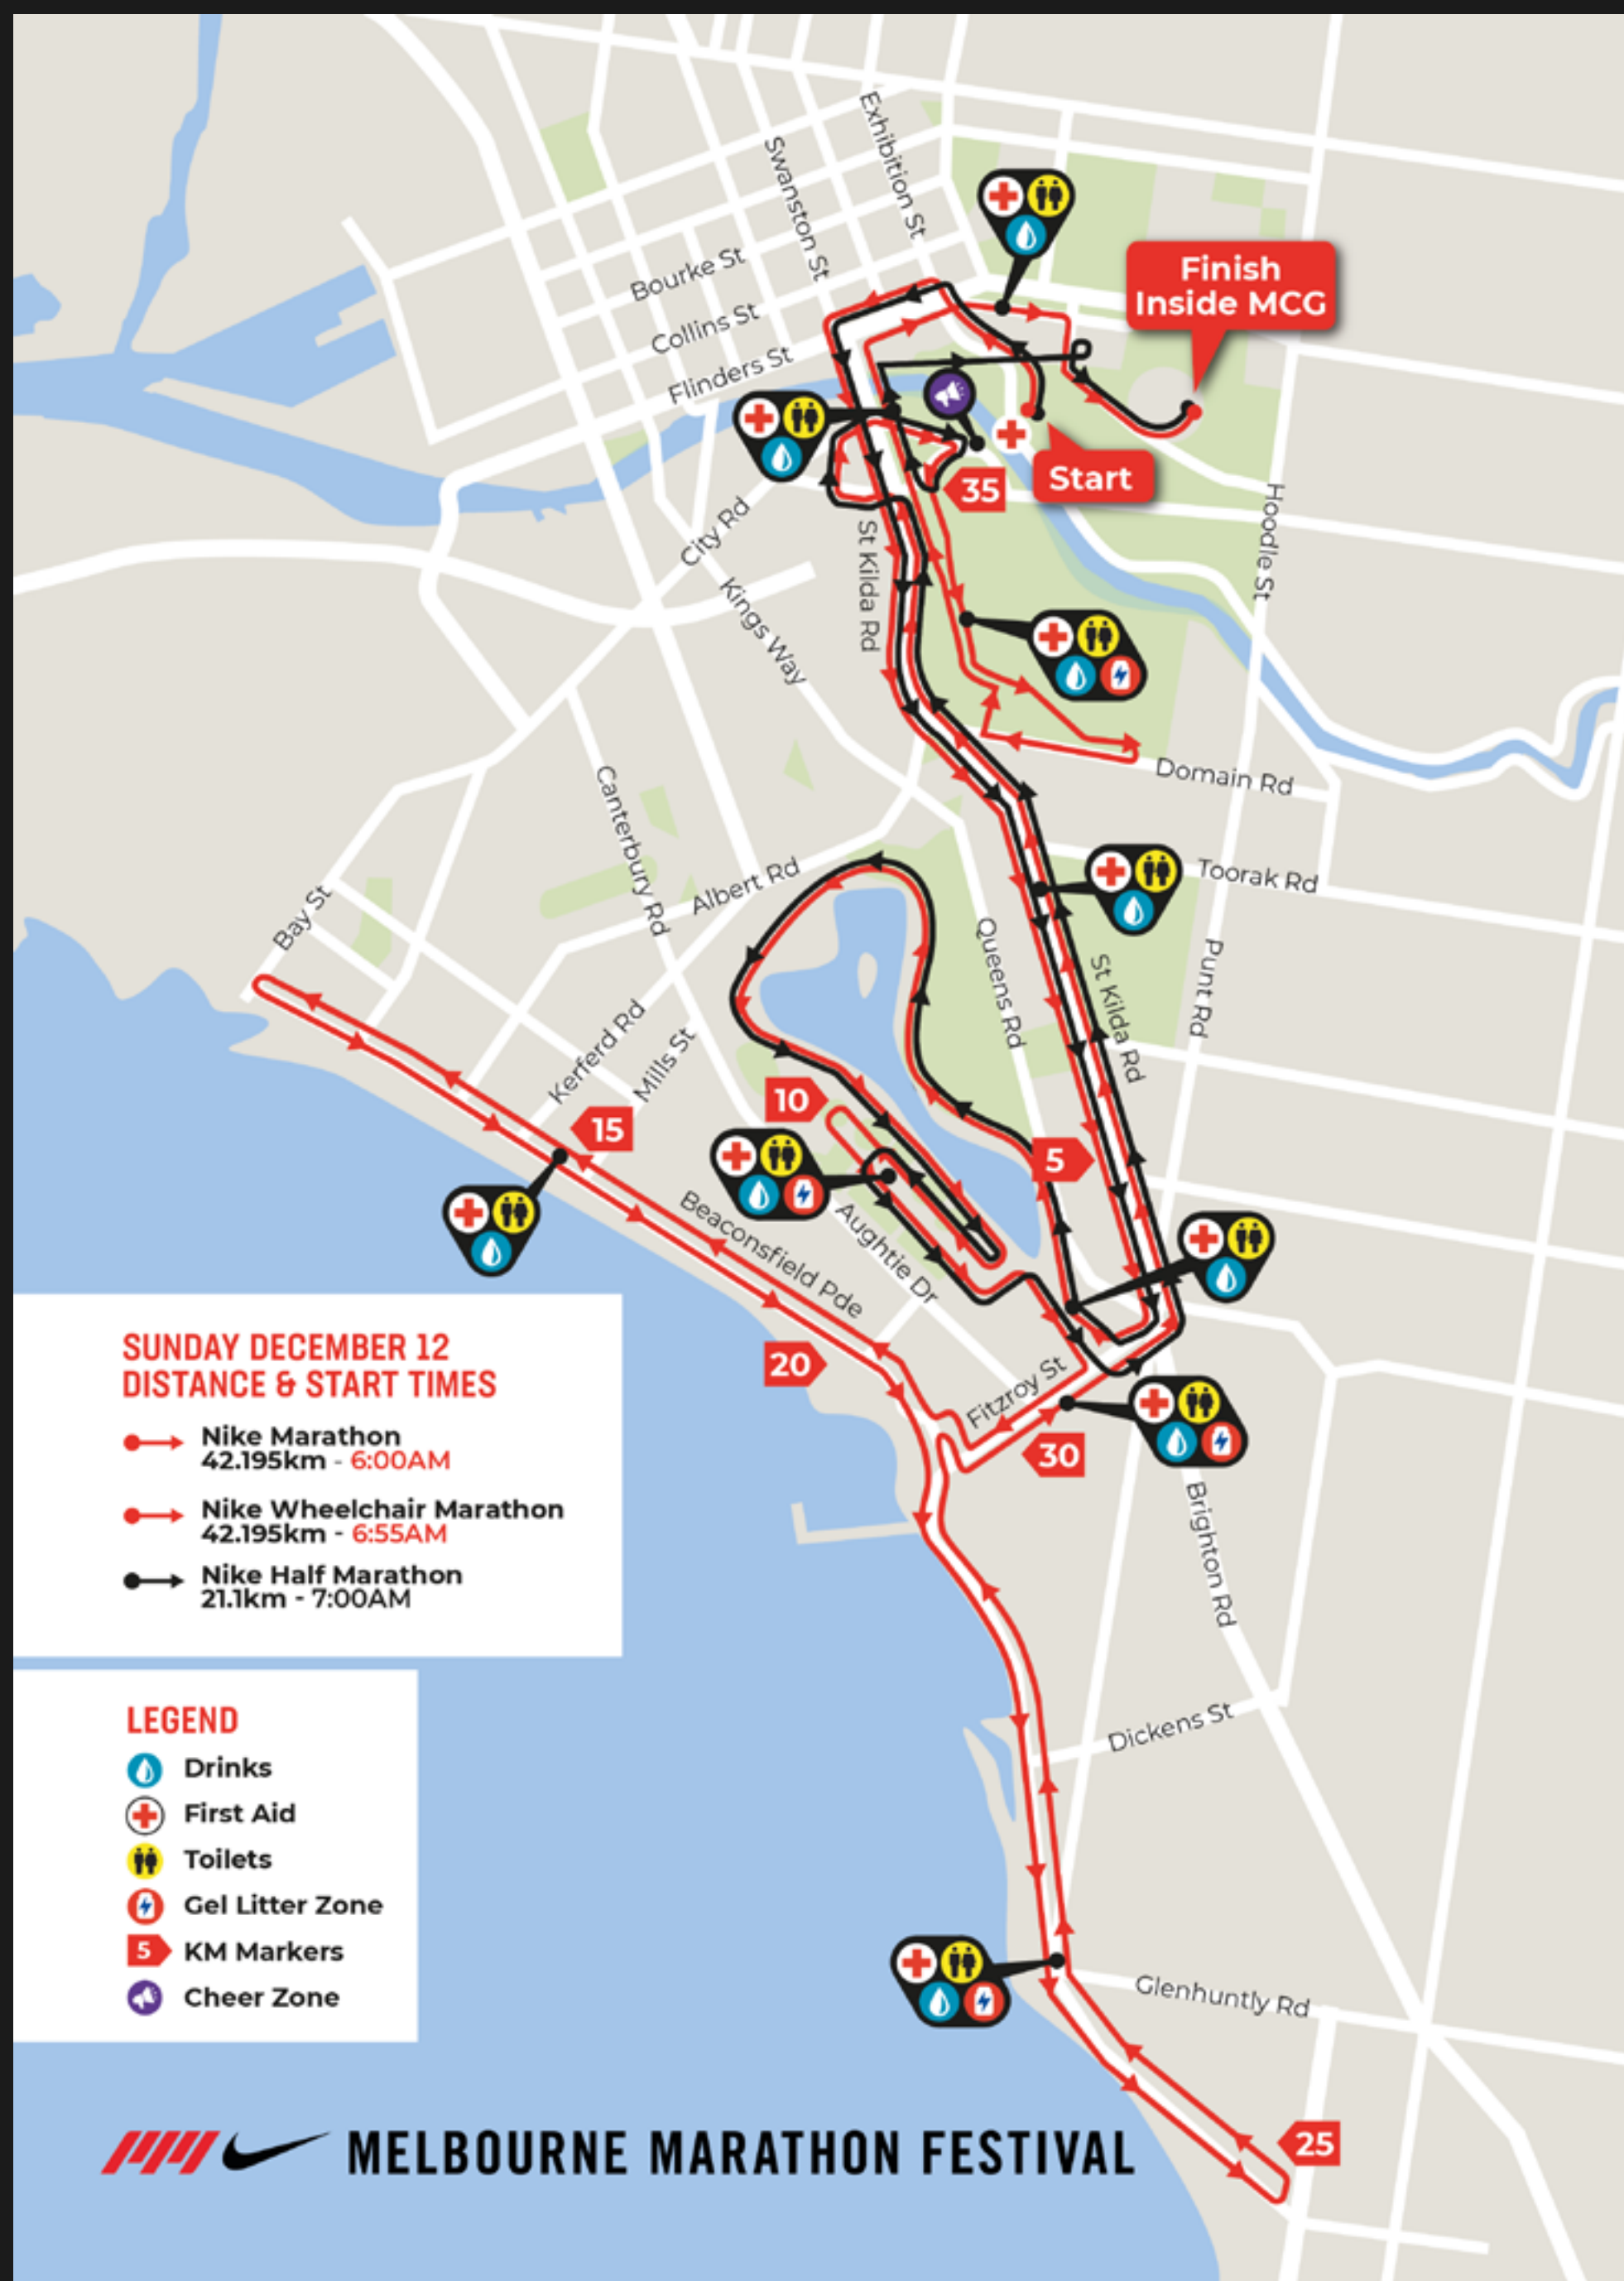 Exhibition St
Swanston St
Bourke St
Collins St
Flinders St
Finish
Inside MCG
Start
35
City Rd
Kings Way
St Kilda Rd
Hoodle St
Domain Rd
Canterbury Rd
Albert Rd
Toorak Rd
Bay St
Queens Rd
St Kilda Rd
Punt Rd
Kerferd Rd
Mills St
10
15
5
Beaconsfield Pde
Aughtie Dr
20
Fitzroy St
30
Brighton Rd
Dickens St
Glenhuntly Rd
25
SUNDAY DECEMBER 12
DISTANCE & START TIMES
Nike Marathon
42.195km - 6:00AM
Nike Wheelchair Marathon
42.195km - 6:55AM
Nike Half Marathon
21.1km - 7:00AM
LEGEND
Drinks
First Aid
Toilets
Gel Litter Zone
5 KM Markers
Cheer Zone
MELBOURNE MARATHON FESTIVAL